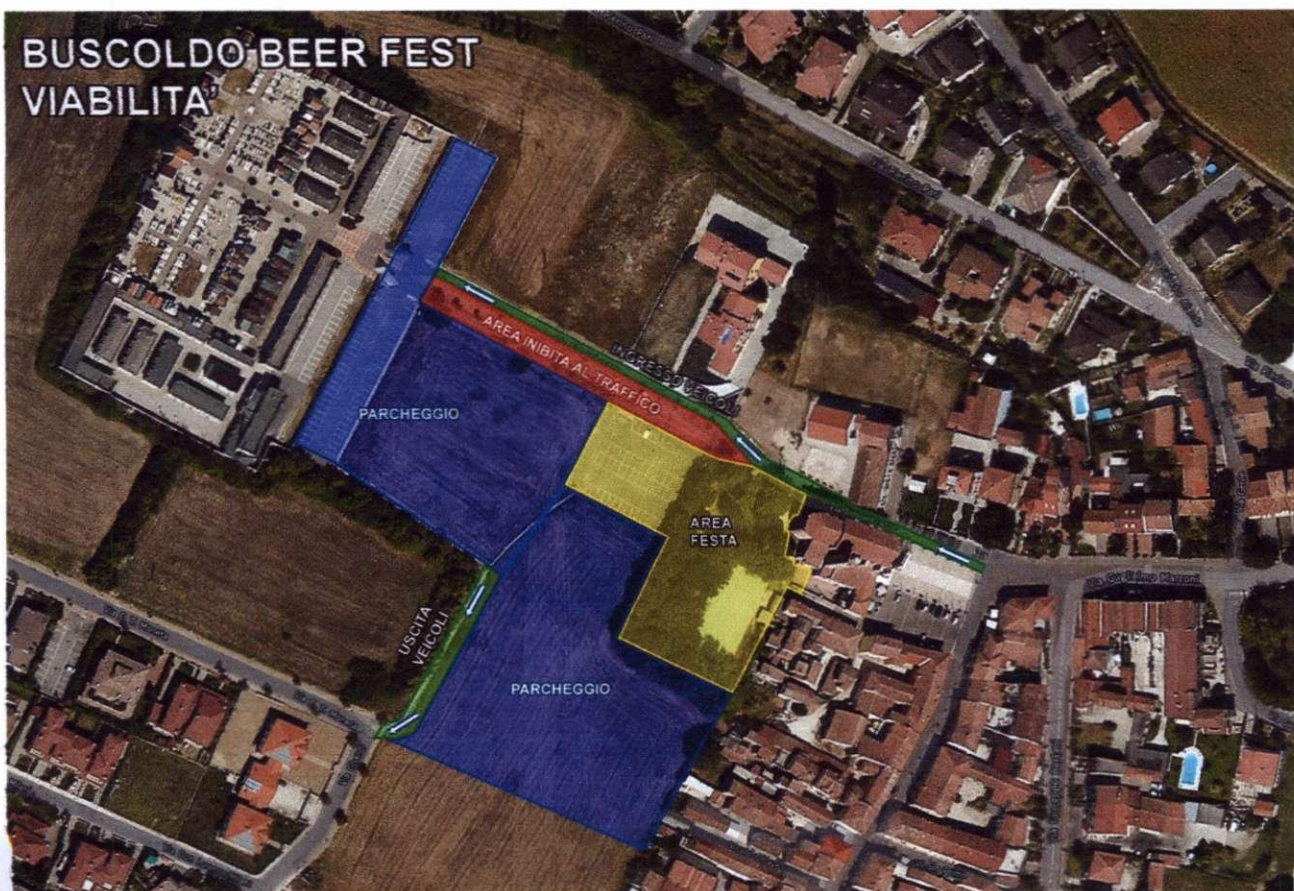 BUSCOLDO BEER FEST
VIABILITA'
AREA INIBITA AL TRAFFICO
INGRESSO VEICOLI
PARCHEGGIO
AREA
FESTA
USCITA
VEICOLI
PARCHEGGIO